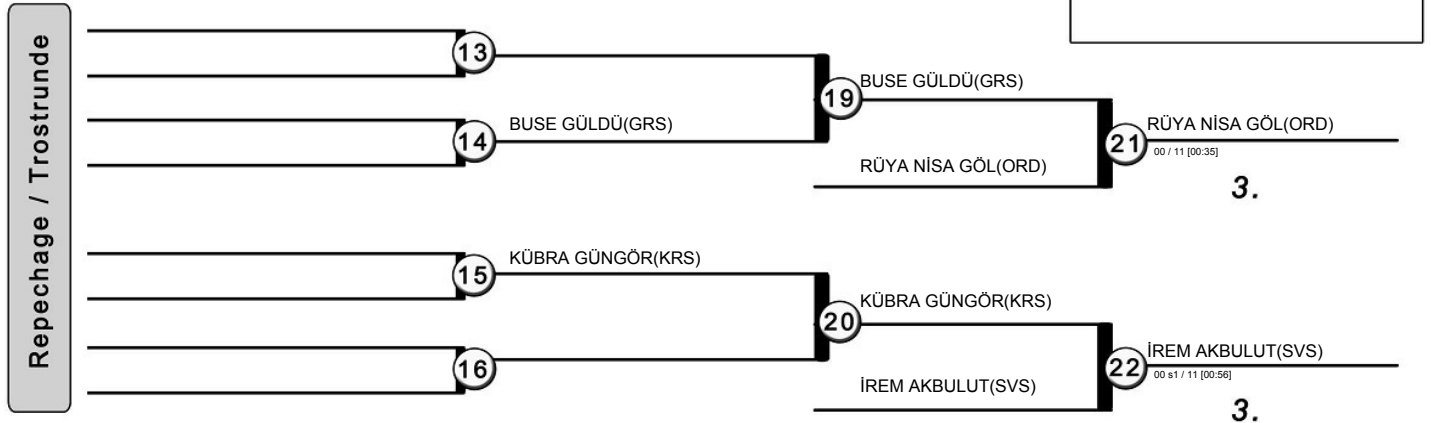 Repechage / Trostrunde
13
14
BUSE GÜLDÜ(GRS)
19
BUSE GÜLDÜ(GRS)
RÜYA NİSA GÖL(ORD)
21
RÜYA NİSA GÖL(ORD)
00 / 11 [00:35]
3.
15
KÜBRA GÜNGÖR(KRS)
16
20
KÜBRA GÜNGÖR(KRS)
İREM AKBULUT(SVS)
22
İREM AKBULUT(SVS)
00 s1 / 11 [00:56]
3.